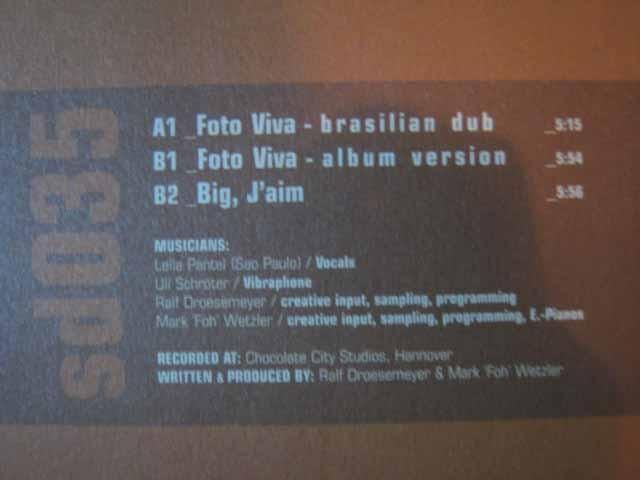 sd035
A1 _Foto Viva - brasilian dub _5:15
B1 _Foto Viva - album version _5:54
B2 _Big, J'aim _5:56
MUSICIANS:
Leila Pantel (Sao Paulo) / Vocals
Uli Schroter / Vibraphone
Ralf Droesemeyer / creative input, sampling, programming
Mark 'Foh' Wetzler / creative input, sampling, programming, E.-Pianos
RECORDED AT: Chocolate City Studios, Hannover
WRITTEN & PRODUCED BY: Ralf Droesemeyer & Mark 'Foh' Wetzler